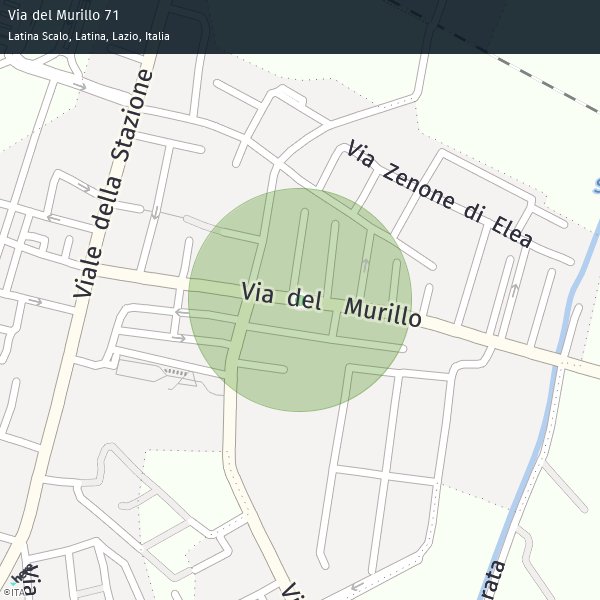 Via del Murillo 71
Latina Scalo, Latina, Lazio, Italia
Viale della Stazione
Via Zenone di Elea
S
Via del Murillo
Via
Vi
rata
here
©ITA